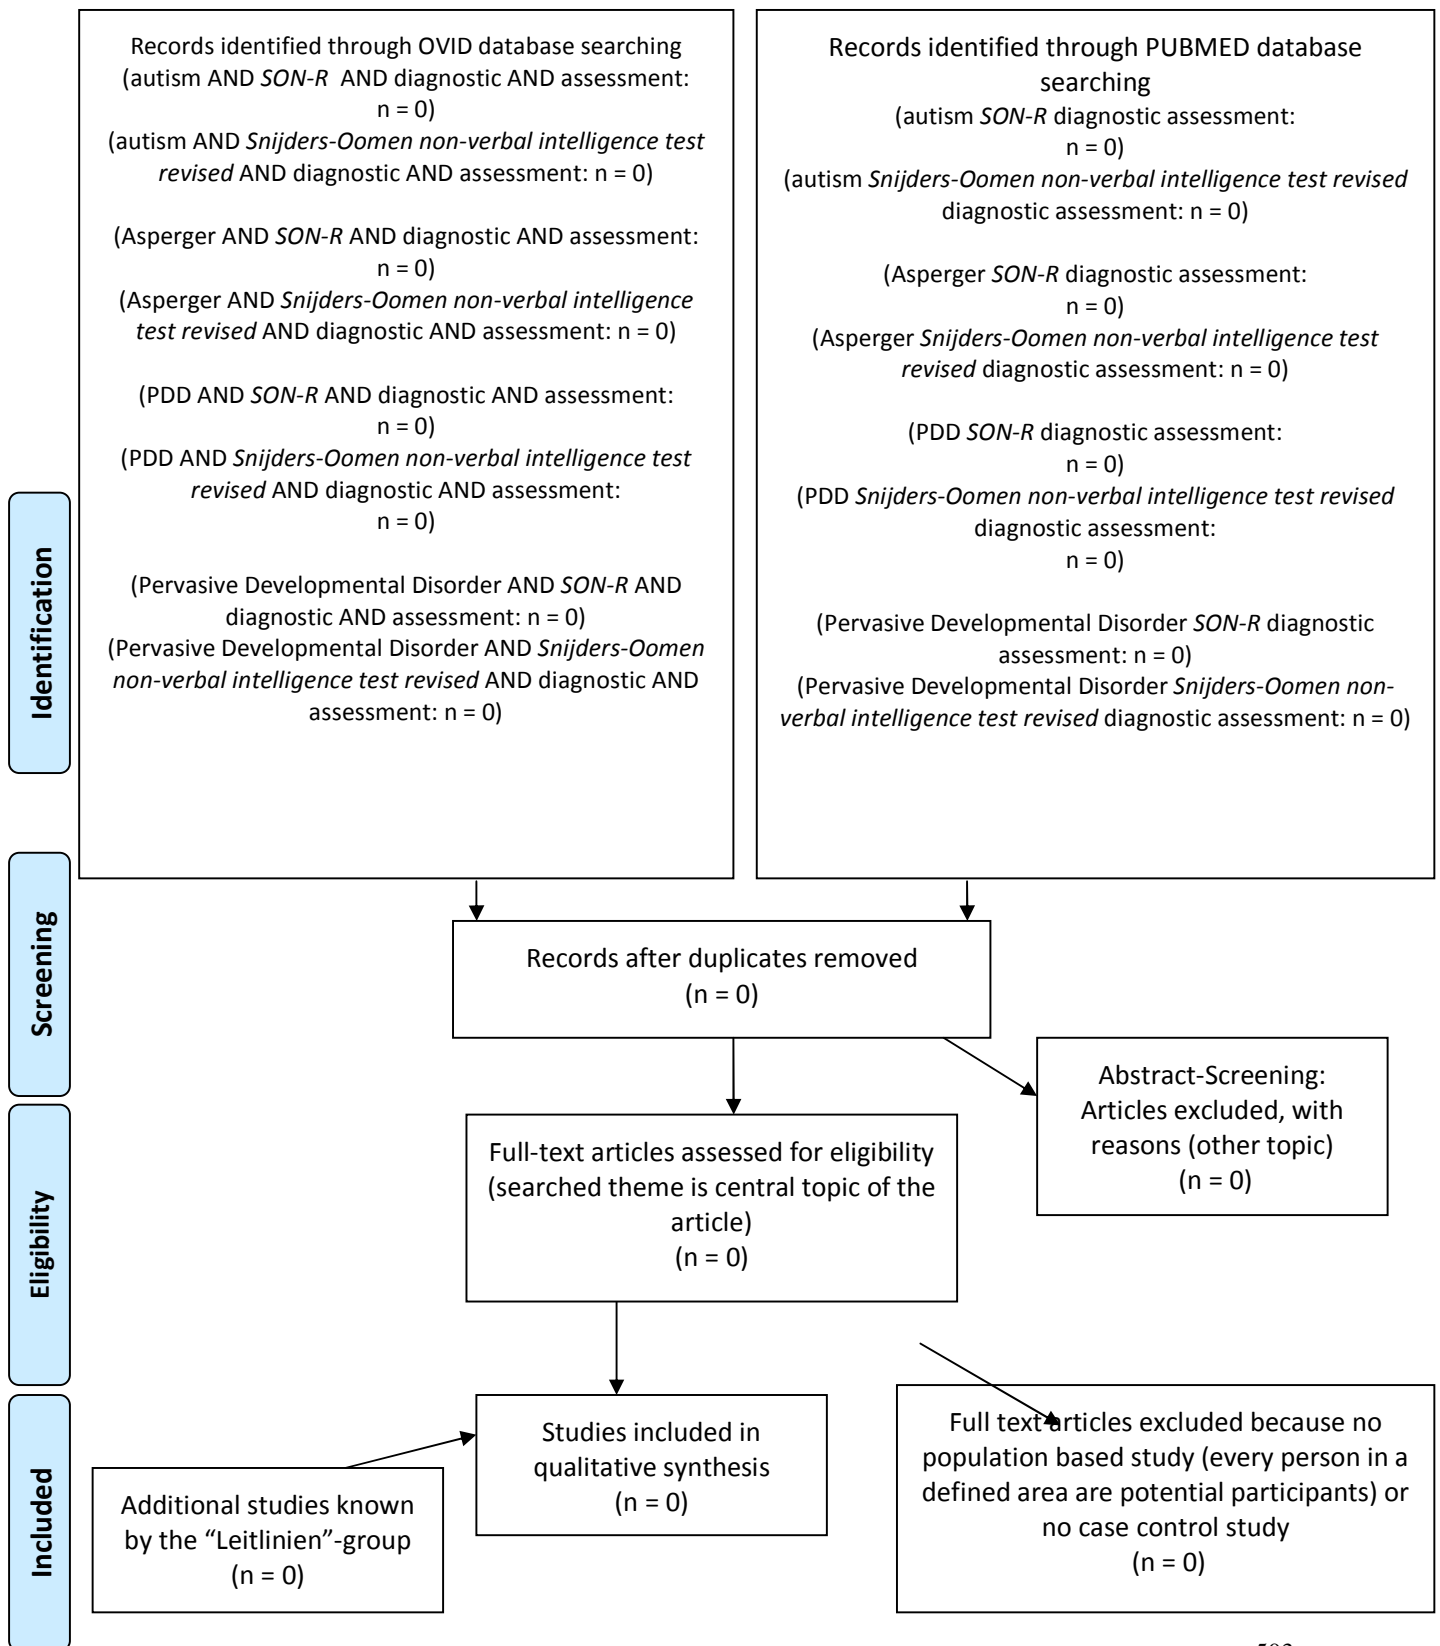 Records identified through OVID database searching
(autism AND SON-R AND diagnostic AND assessment:
n = 0)
(autism AND Snijders-Oomen non-verbal intelligence test
revised AND diagnostic AND assessment: n = 0)
(Asperger AND SON-R AND diagnostic AND assessment:
n = 0)
(Asperger AND Snijders-Oomen non-verbal intelligence
test revised AND diagnostic AND assessment: n = 0)
(PDD AND SON-R AND diagnostic AND assessment:
n = 0)
(PDD AND Snijders-Oomen non-verbal intelligence test
revised AND diagnostic AND assessment:
n = 0)
(Pervasive Developmental Disorder AND SON-R AND
diagnostic AND assessment: n = 0)
(Pervasive Developmental Disorder AND Snijders-Oomen
non-verbal intelligence test revised AND diagnostic AND
assessment: n = 0)
Records identified through PUBMED database
searching
(autism SON-R diagnostic assessment:
n = 0)
(autism Snijders-Oomen non-verbal intelligence test revised
diagnostic assessment: n = 0)
(Asperger SON-R diagnostic assessment:
n = 0)
(Asperger Snijders-Oomen non-verbal intelligence test
revised diagnostic assessment: n = 0)
(PDD SON-R diagnostic assessment:
n = 0)
(PDD Snijders-Oomen non-verbal intelligence test revised
diagnostic assessment:
n = 0)
(Pervasive Developmental Disorder SON-R diagnostic
assessment: n = 0)
(Pervasive Developmental Disorder Snijders-Oomen non-
verbal intelligence test revised diagnostic assessment: n = 0)
Identification
Screening
Records after duplicates removed
(n = 0)
Abstract-Screening:
Articles excluded, with
reasons (other topic)
(n = 0)
Eligibility
Full-text articles assessed for eligibility
(searched theme is central topic of the
article)
(n = 0)
Included
Studies included in
qualitative synthesis
(n = 0)
Additional studies known
by the “Leitlinien”-group
(n = 0)
Full text articles excluded because no
population based study (every person in a
defined area are potential participants) or
no case control study
(n = 0)